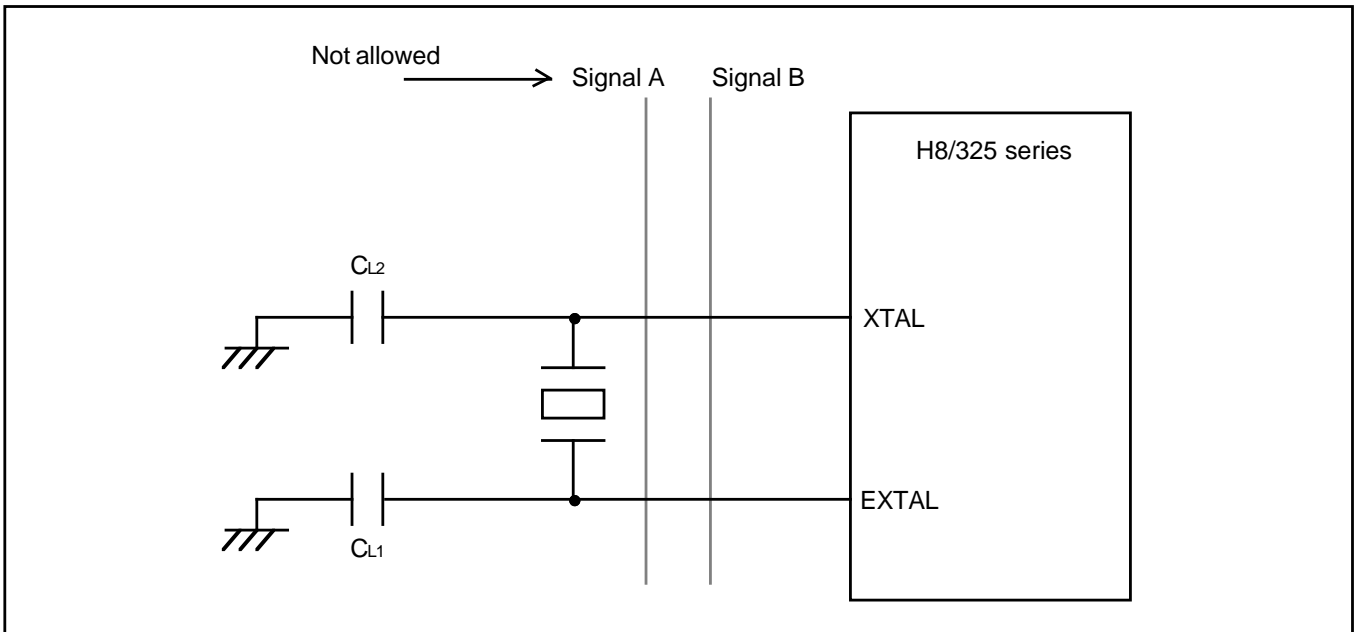 Not allowed
Signal A
Signal B
H8/325 series
CL2
XTAL
EXTAL
CL1